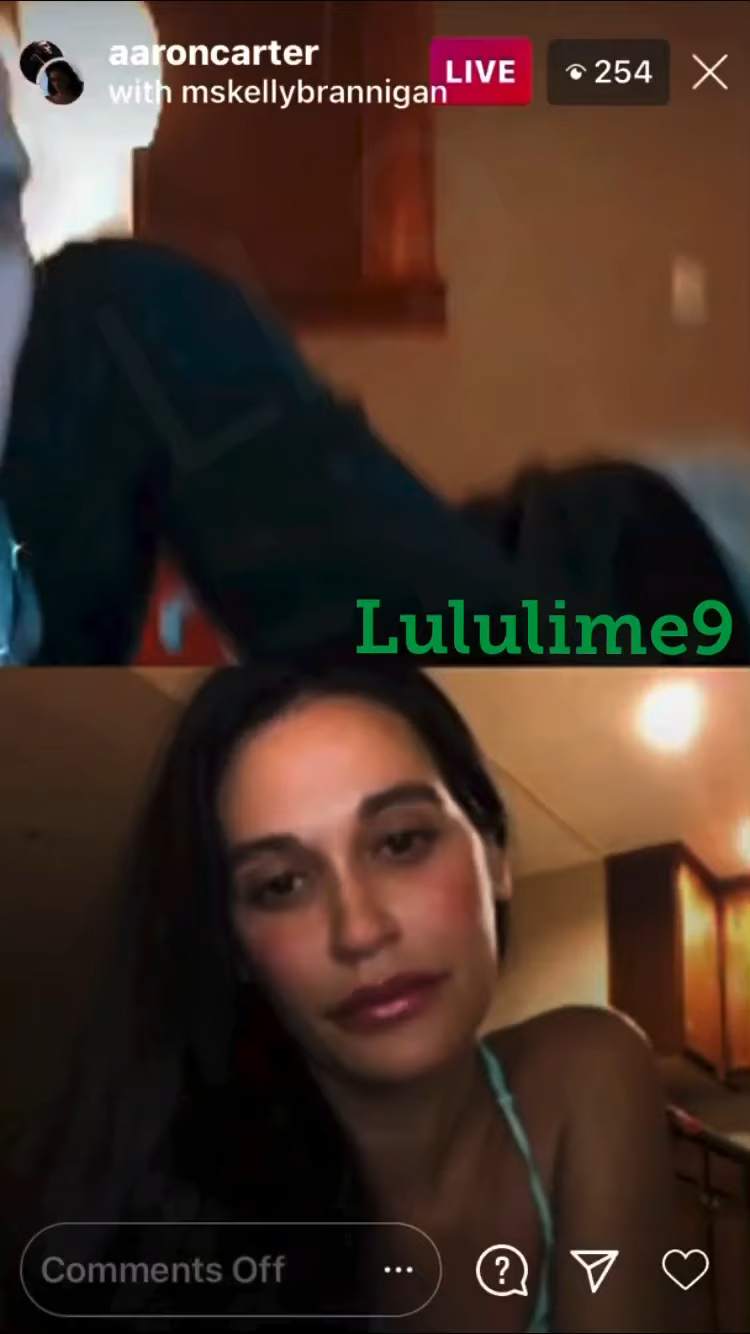 aaroncarter
LIVE
254
with mskellybrannigan
Lululime9
Comments Off